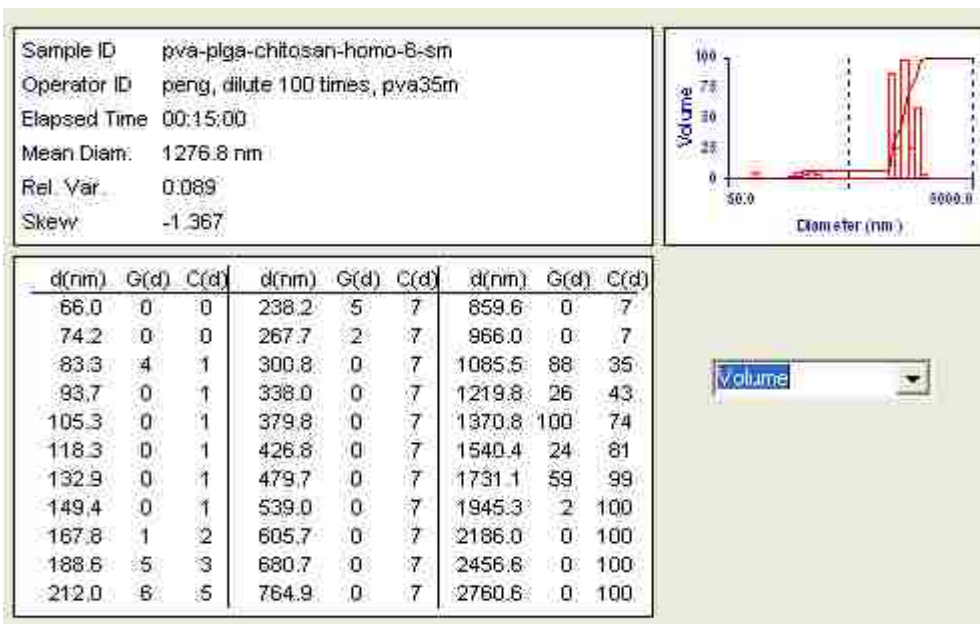 Sample ID pva-plga-chitosan-homo-6-sm
Operator ID peng, dilute 100 times, pva35m
Elapsed Time 00:15:00
Mean Diam. 1276.8 nm
Rel. Var. 0.089
Skew -1.367
100
75
50
25
0
Volume
50.0 5000.0
Diameter (nm)
d(nm) G(d) C(d) d(nm) G(d) C(d) d(nm) G(d) C(d)
66.0 0 0 238.2 5 7 859.6 0 7
74.2 0 0 267.7 2 7 966.0 0 7
83.3 4 1 300.8 0 7 1085.5 88 35
93.7 0 1 338.0 0 7 1219.8 26 43
105.3 0 1 379.8 0 7 1370.8 100 74
118.3 0 1 426.8 0 7 1540.4 24 81
132.9 0 1 479.7 0 7 1731.1 59 99
149.4 0 1 539.0 0 7 1945.3 2 100
167.8 1 2 605.7 0 7 2186.0 0 100
188.6 5 3 680.7 0 7 2456.6 0 100
212.0 6 5 764.9 0 7 2760.6 0 100
Volume